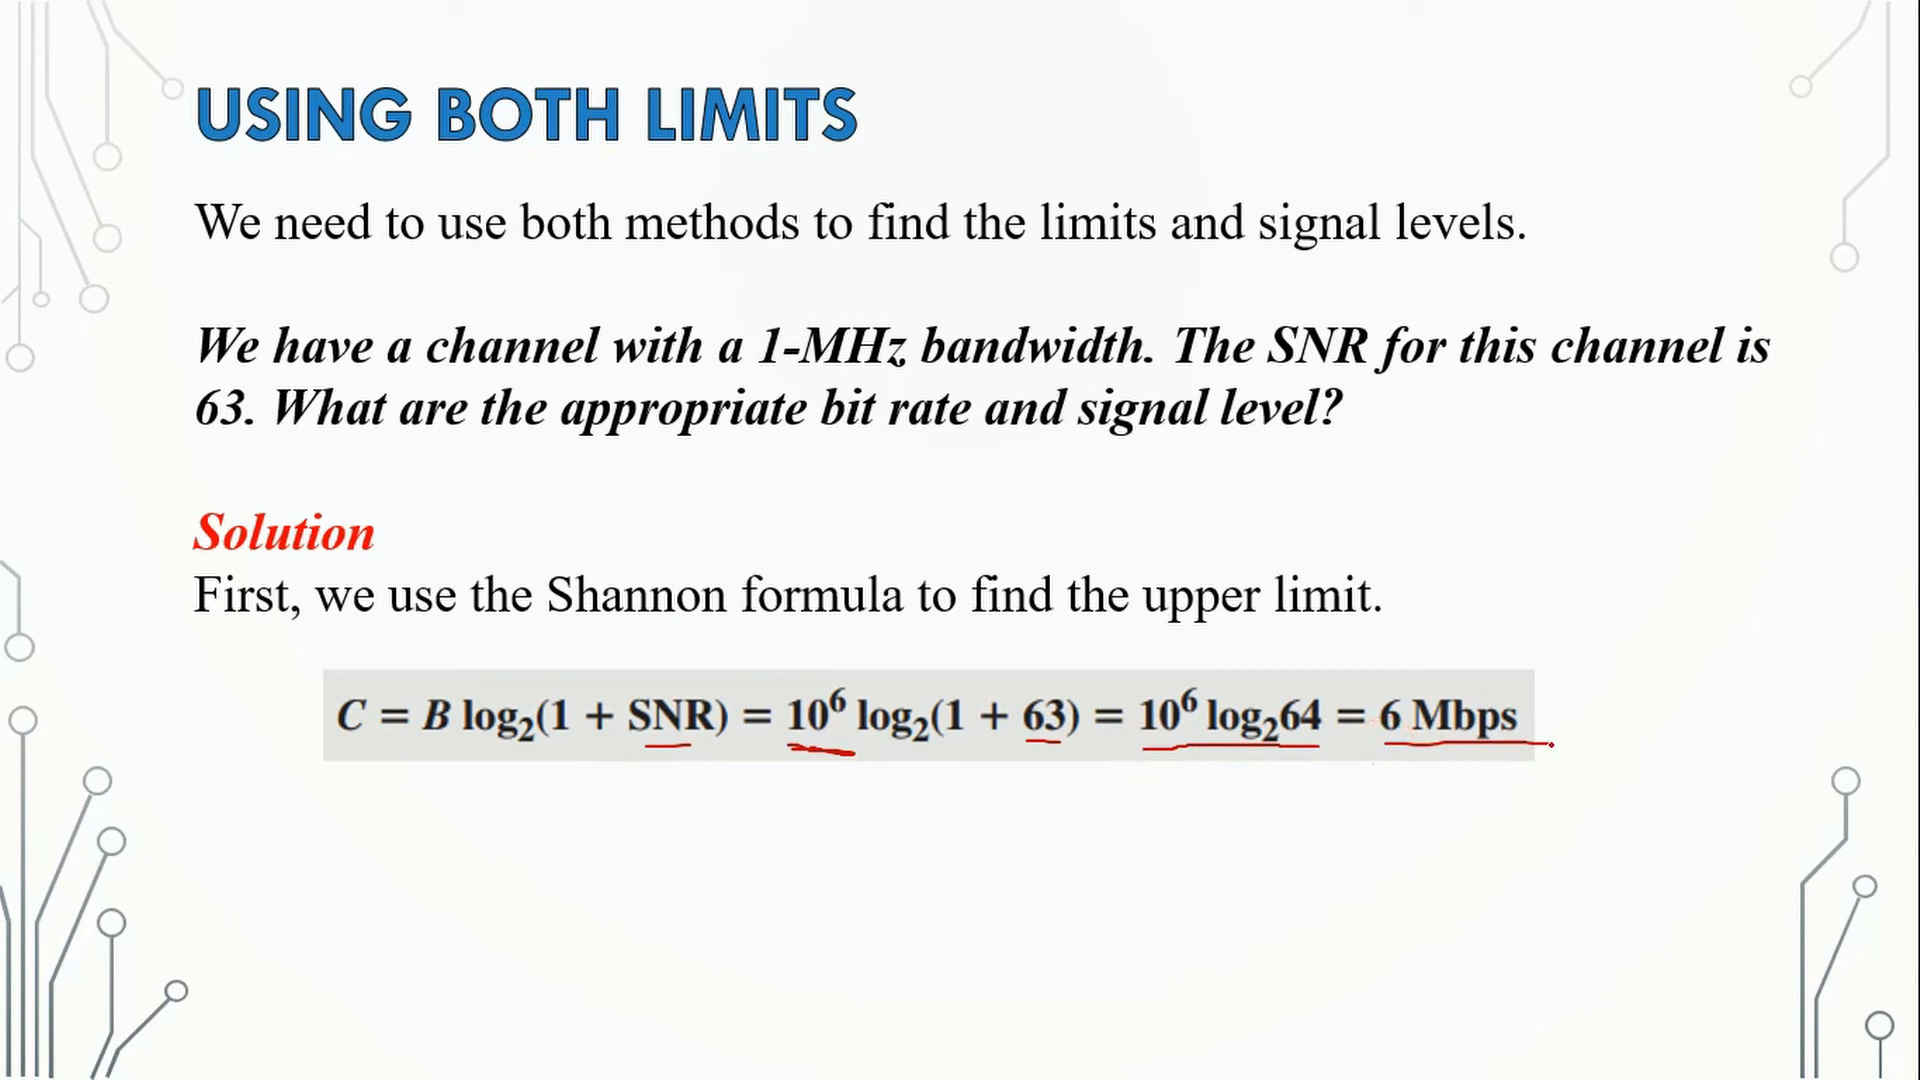 USING BOTH LIMITS
We need to use both methods to find the limits and signal levels.
We have a channel with a 1-MHz bandwidth. The SNR for this channel is
63. What are the appropriate bit rate and signal level?
Solution
First, we use the Shannon formula to find the upper limit.
C = B log₂(1 + SNR) = 10⁶ log₂(1 + 63) = 10⁶ log₂64 = 6 Mbps